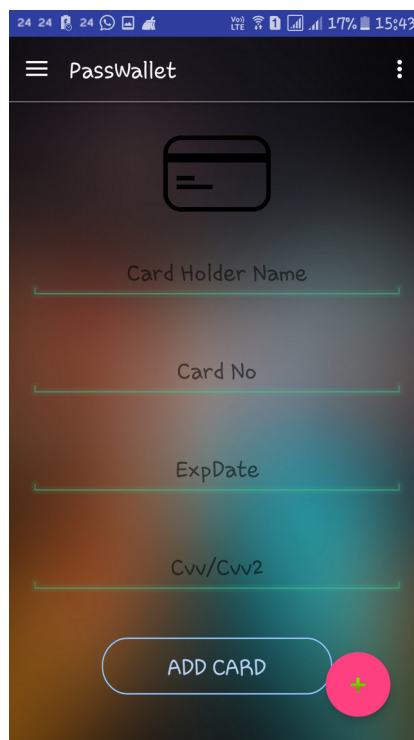 24 24 24 Vo) LTE 1 17% 15:43
PassWallet
Card Holder Name
Card No
ExpDate
Cvv/Cvv2
ADD CARD
+